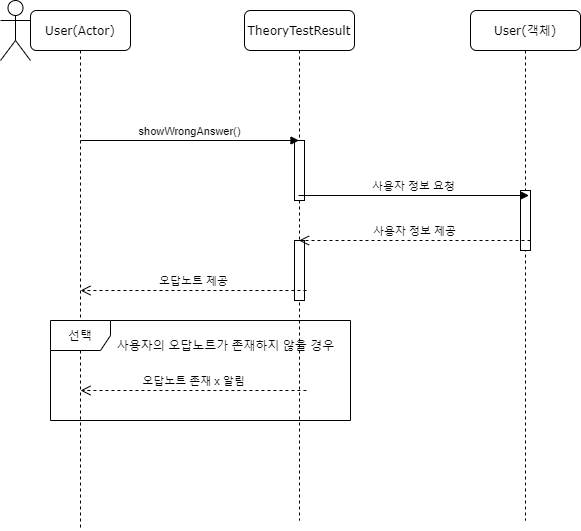 User(Actor)
TheoryTestResult
User(객체)
showWrongAnswer()
사용자 정보 요청
사용자 정보 제공
오답노트 제공
선택
사용자의 오답노트가 존재하지 않을 경우
오답노트 존재 x 알림